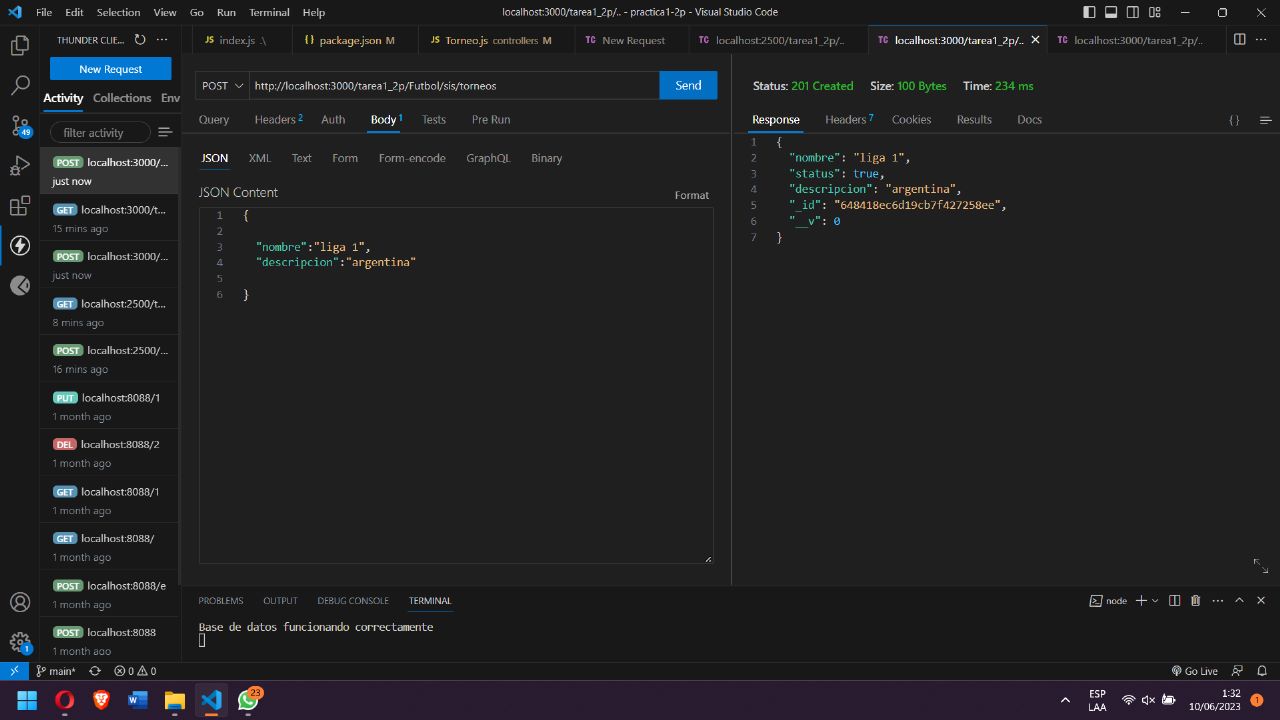 File Edit Selection View Go Run Terminal Help localhost:3000/tarea1_2p/.. - practica1-2p - Visual Studio Code
THUNDER CLIE... ···
JS index.js .\
{} package.json M
JS Torneo.js controllers M
TC New Request
TC localhost:2500/tarea1_2p/..
TC localhost:3000/tarea1_2p/..
TC localhost:3000/tarea1_2p/..
New Request
Activity Collections Env
filter activity
POST localhost:3000/...
just now
GET localhost:3000/t...
15 mins ago
POST localhost:3000/...
just now
GET localhost:2500/t...
8 mins ago
POST localhost:2500/...
16 mins ago
PUT localhost:8088/1
1 month ago
DEL localhost:8088/2
1 month ago
GET localhost:8088/1
1 month ago
GET localhost:8088/
1 month ago
POST localhost:8088/e
1 month ago
POST localhost:8088
1 month ago
49
1
POST http://localhost:3000/tarea1_2p/Futbol/sis/torneos Send
Query Headers 2 Auth Body 1 Tests Pre Run
JSON XML Text Form Form-encode GraphQL Binary
JSON Content Format
1 {
2
3 "nombre":"liga 1",
4 "descripcion":"argentina"
5
6 }
Status: 201 Created Size: 100 Bytes Time: 234 ms
Response Headers 7 Cookies Results Docs {}
1 {
2 "nombre": "liga 1",
3 "status": true,
4 "descripcion": "argentina",
5 "_id": "648418ec6d19cb7f427258ee",
6 "__v": 0
7 }
PROBLEMS OUTPUT DEBUG CONSOLE TERMINAL node
Base de datos funcionando correctamente
main* 0 0 Go Live
23
ESP
LAA
1:32
10/06/2023
1